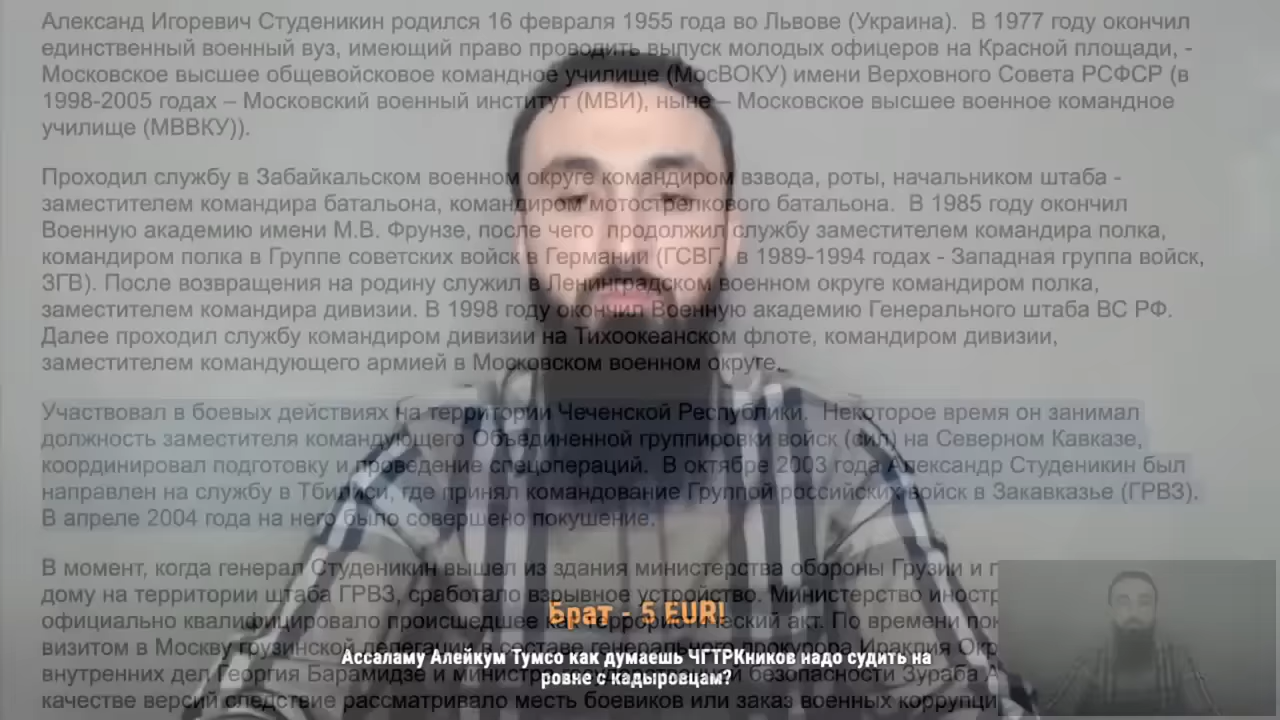 Александ Игоревич Студеникин родился 16 февраля 1955 года во Львове (Украина). В 1977 году окончил
единственный военный вуз, имеющий право проводить выпуск молодых офицеров на Красной площади, -
Московское высшее общевойсковое командное училище (МосВОКУ) имени Верховного Совета РСФСР (в
1998-2005 годах – Московский военный институт (МВИ), ныне – Московское высшее военное командное
училище (МВВКУ)).
Проходил службу в Забайкальском военном округе командиром взвода, роты, начальником штаба -
заместителем командира батальона, командиром мотострелкового батальона. В 1985 году окончил
Военную академию имени М.В. Фрунзе, после чего продолжил службу заместителем командира полка,
командиром полка в Группе советских войск в Германии (ГСВГ, в 1989-1994 годах - Западная группа войск,
ЗГВ). После возвращения на родину служил в Ленинградском военном округе командиром полка,
заместителем командира дивизии. В 1998 году окончил Военную академию Генерального штаба ВС РФ.
Далее проходил службу командиром дивизии на Тихоокеанском флоте, командиром дивизии,
заместителем командующего армией в Московском военном округе.
Участвовал в боевых действиях на территории Чеченской Республики. Некоторое время он занимал
должность заместителя командующего Объединенной группировки войск (сил) на Северном Кавказе,
координировал подготовку и проведение спецопераций. В октябре 2003 года Александр Студеникин был
направлен на службу в Тбилиси, где принял командование Группой российских войск в Закавказье (ГРВЗ).
В апреле 2004 года на него было совершено покушение.
В момент, когда генерал Студеникин вышел из здания министерства обороны Грузии и
дому на территории штаба ГРВЗ, сработало взрывное устройство. Министерство
официально квалифицировало происшедшее как террористический акт. По времени
визитом в Москву грузинской делегации в составе генерального прокурора Ираклия
внутренних дел Георгия Барамидзе и безопасности Зураба
качестве версий следствие рассматривало месть боевиков или заказ военных
Брат - 5 EUR!
Ассаламу Алейкум Тумсо как думаешь ЧГТРКников надо судить на
ровне с кадыровцам?